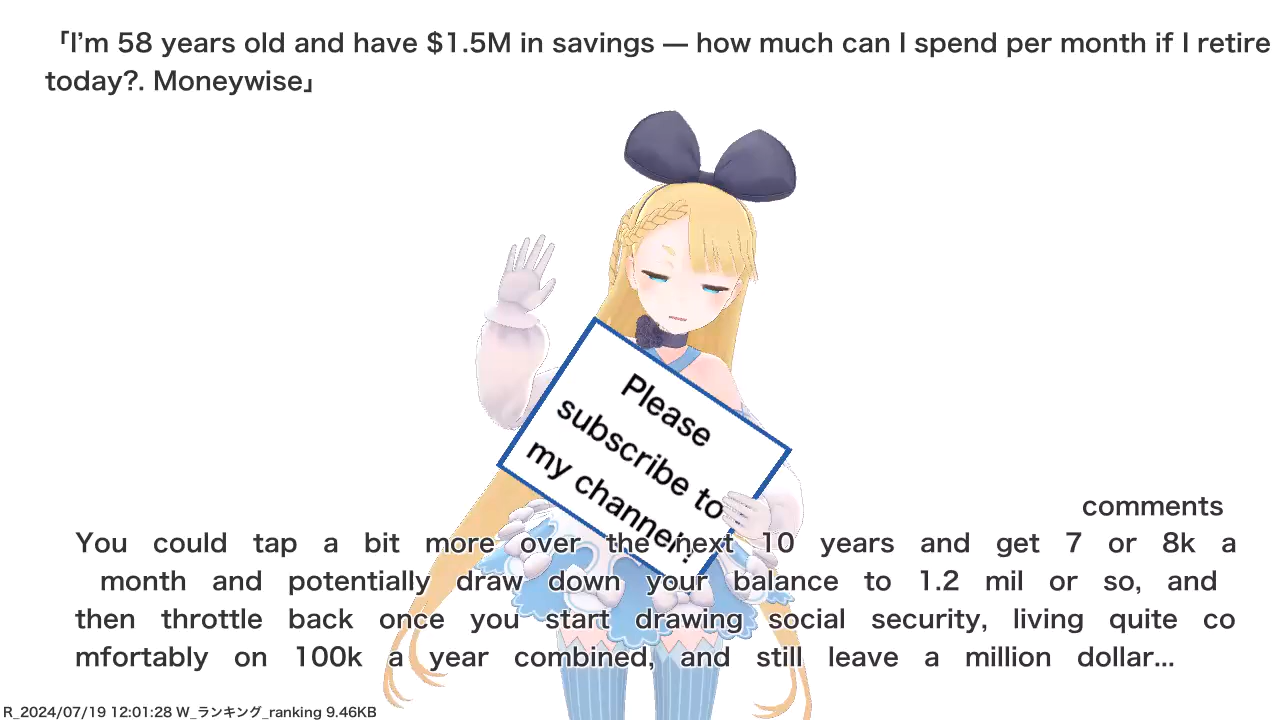 「I'm 58 years old and have $1.5M in savings — how much can I spend per month if I retire
today?. Moneywise」
Please
subscribe to
my channel!!
comments
You could tap a bit more over the next 10 years and get 7 or 8k a
month and potentially draw down your balance to 1.2 mil or so, and
then throttle back once you start drawing social security, living quite co
mfortably on 100k a year combined, and still leave a million dollar...
R_2024/07/19 12:01:28 W_ランキング_ranking 9.46KB